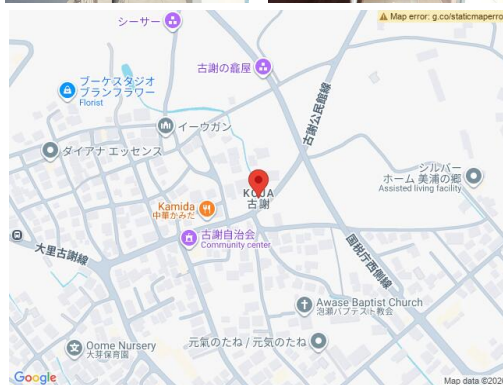 シーサー
Map error: g.co/staticmaperro
古謝の龕屋
ブーケスタジオ
ブランフラワー
Florist
イーウガン
古謝公民館線
ダイアナ エッセンス
シルバー
ホーム 美浦の郷
Assisted living facility
KOJA
古謝
Kamida
中華かみだ
古謝自治会
Community center
大里古謝線
国税庁西側線
Awase Baptist Church
泡瀬バプテスト教会
Oome Nursery
大芽保育園
元氣のたね / 元気のたね
Google
Map data ©202